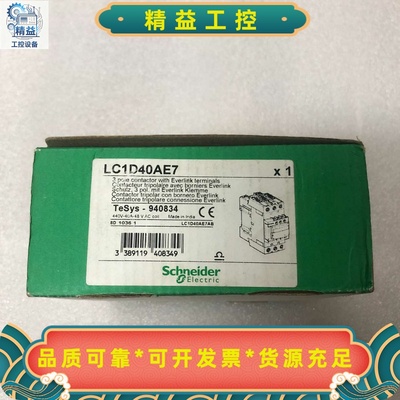 精益
工控设备
精益工控
LC1D40AE7
x 1
3 pole contactor with Everlink terminals
Contacteur tripolaire avec borniers Everlink
Schütz, 3 pol. mit Everlink Klemme
Contactor tripolar con bornero Everlink
Contattore tripolare connessione Everlink
TeSys - 940834
Made in India
LC1D40AE7AB
3 389119 408349
Schneider
Electric
品质可靠*可开发票*货源充足